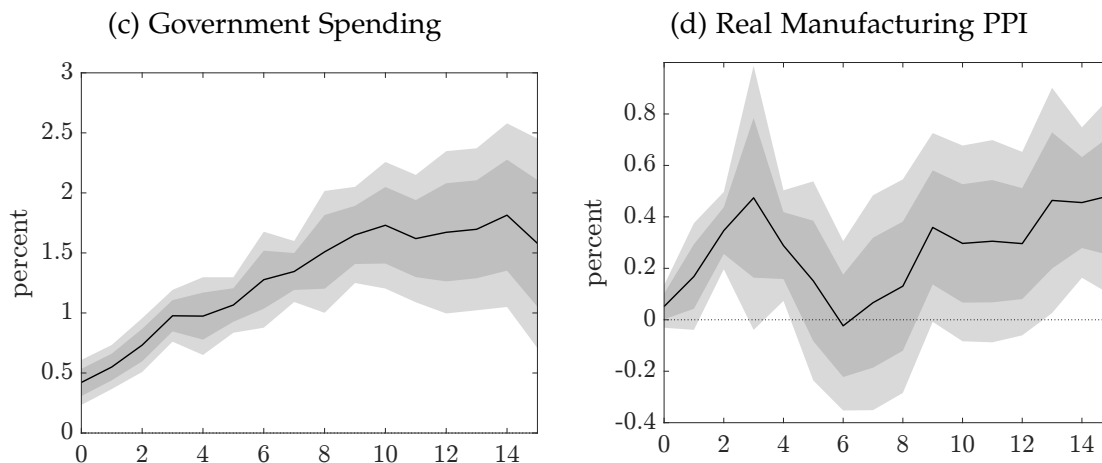 (c) Government Spending
percent
3
2.5
2
1.5
1
0.5
0
0 2 4 6 8 10 12 14
(d) Real Manufacturing PPI
percent
0.8
0.6
0.4
0.2
0
-0.2
-0.4
0 2 4 6 8 10 12 14